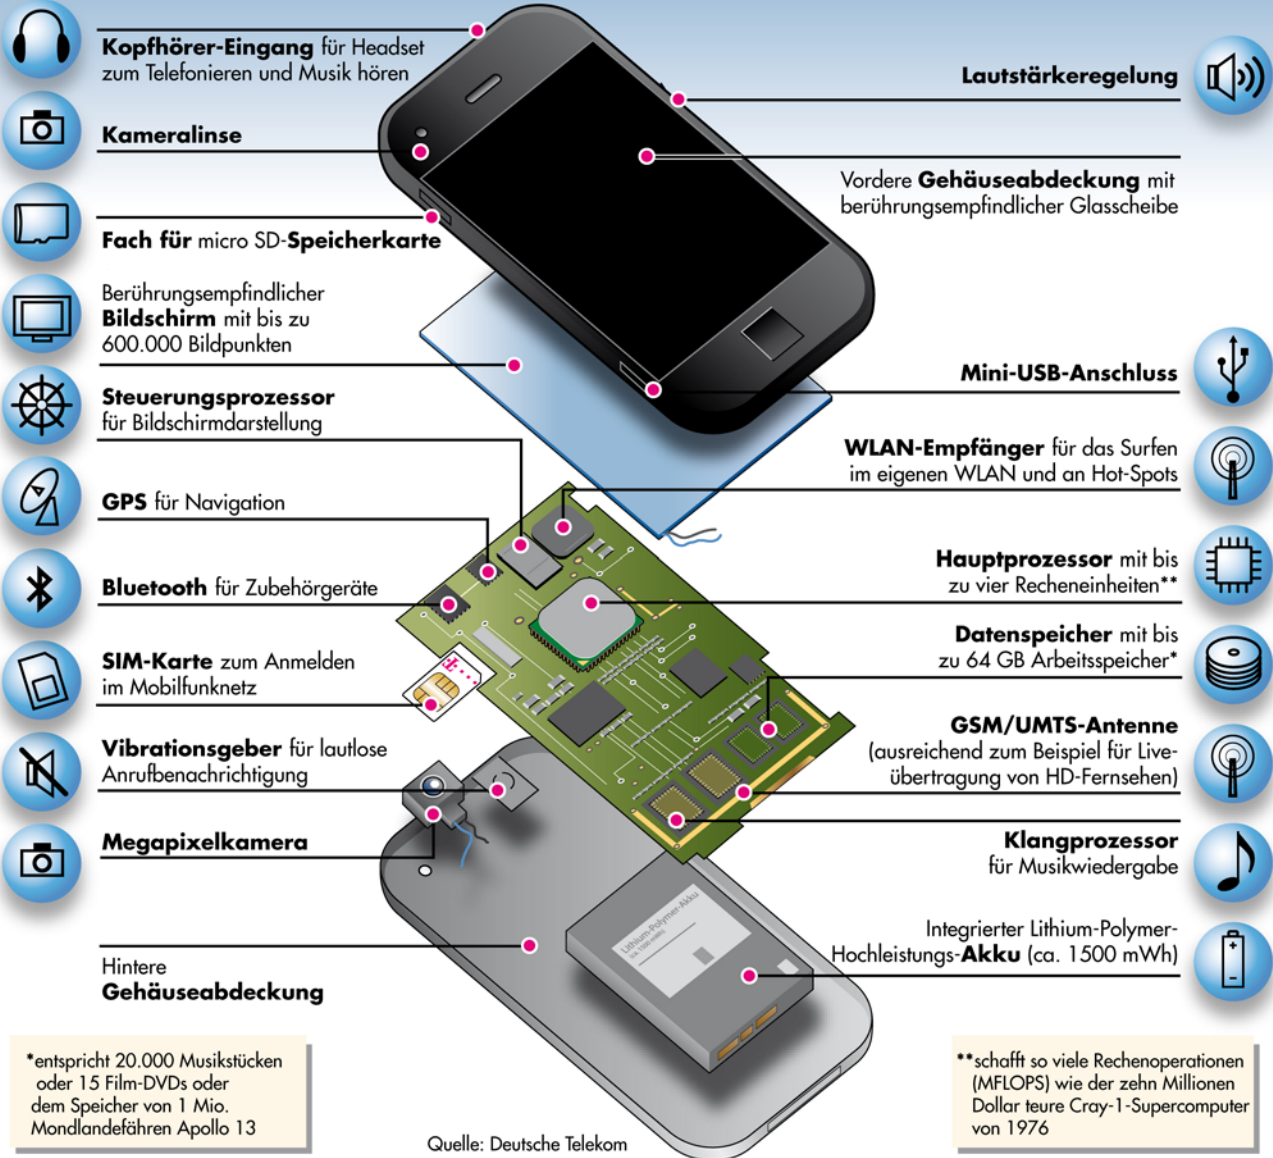 Kopfhörer-Eingang für Headset
zum Telefonieren und Musik hören
Kameralinse
Fach für micro SD-Speicherkarte
Berührungsempfindlicher
Bildschirm mit bis zu
600.000 Bildpunkten
Steuerungsprozessor
für Bildschirmdarstellung
GPS für Navigation
Bluetooth für Zubehörgeräte
SIM-Karte zum Anmelden
im Mobilfunknetz
Vibrationsgeber für lautlose
Anrufbenachrichtigung
Megapixelkamera
Hintere
Gehäuseabdeckung
Lautstärkeregelung
Vordere Gehäuseabdeckung mit
berührungsempfindlicher Glasscheibe
Mini-USB-Anschluss
WLAN-Empfänger für das Surfen
im eigenen WLAN und an Hot-Spots
Hauptprozessor mit bis
zu vier Recheneinheiten**
Datenspeicher mit bis
zu 64 GB Arbeitsspeicher*
GSM/UMTS-Antenne
(ausreichend zum Beispiel für Live-
übertragung von HD-Fernsehen)
Klangprozessor
für Musikwiedergabe
Integrierter Lithium-Polymer-
Hochleistungs-Akku (ca. 1500 mWh)
Lithium-Polymer-Akku
(ca. 1500 mWh)
*entspricht 20.000 Musikstücken
oder 15 Film-DVDs oder
dem Speicher von 1 Mio.
Mondlandefähren Apollo 13
Quelle: Deutsche Telekom
**schafft so viele Rechenoperationen
(MFLOPS) wie der zehn Millionen
Dollar teure Cray-1-Supercomputer
von 1976